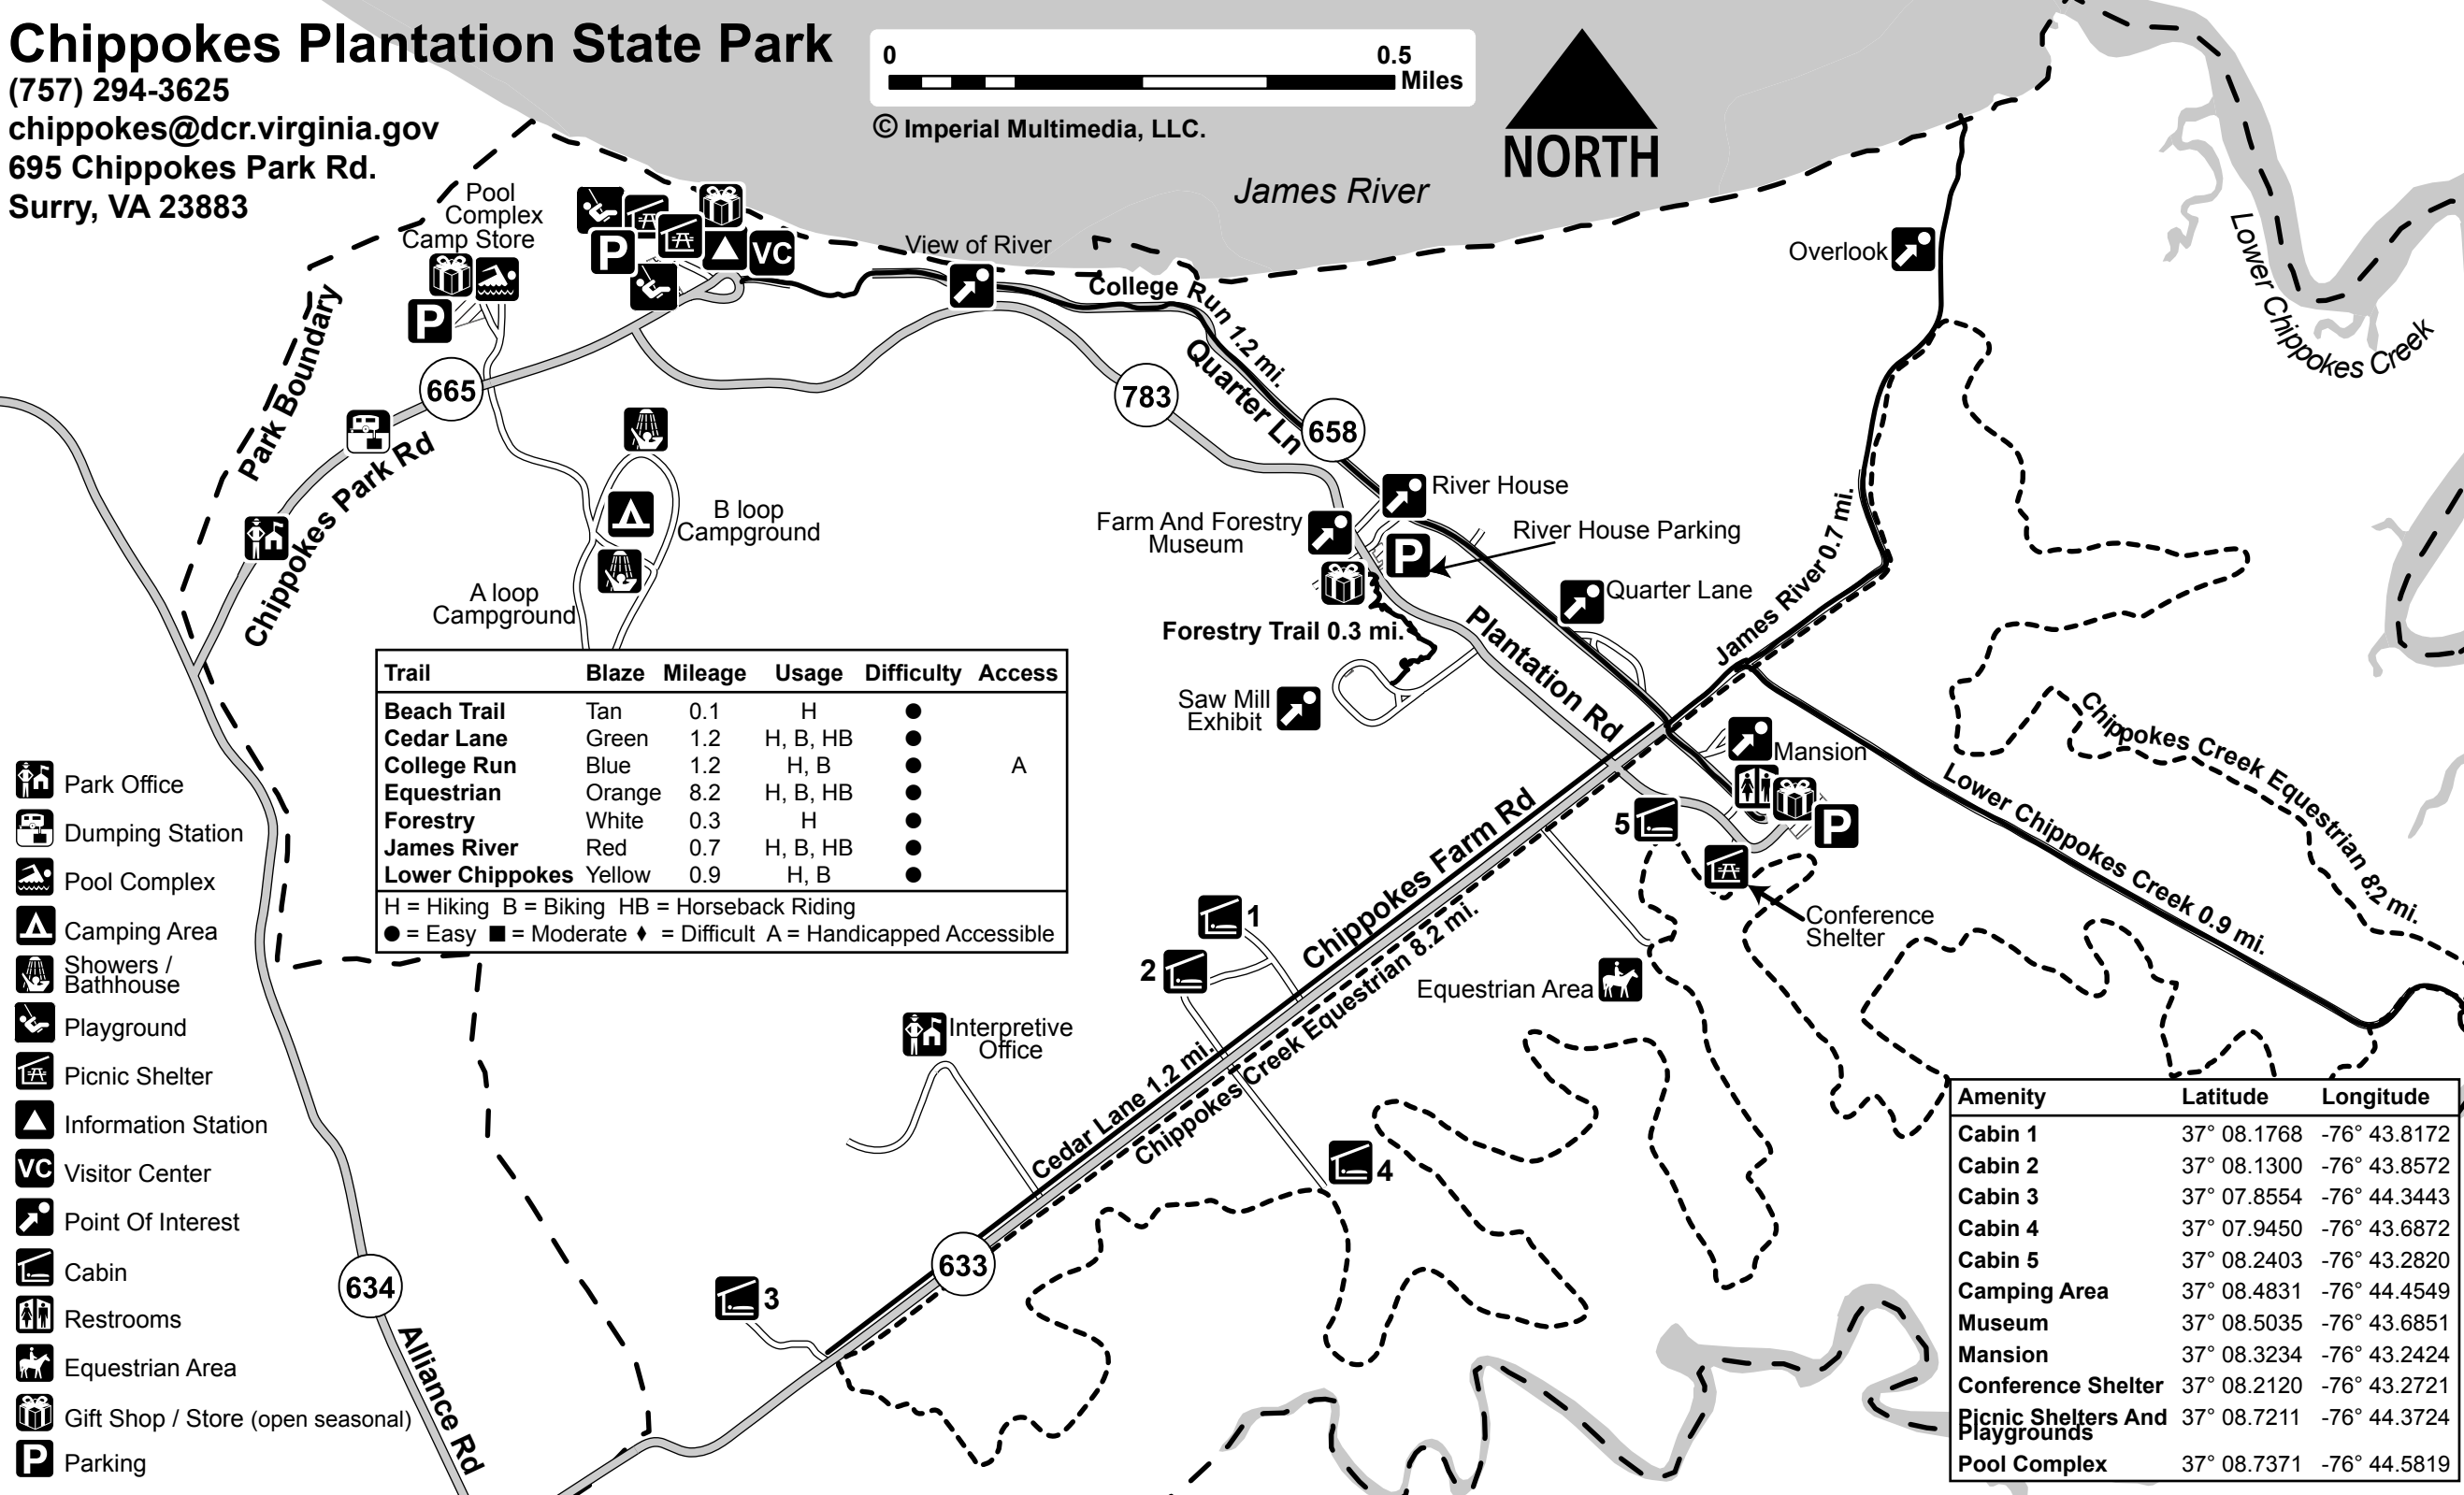 Chippokes Plantation State Park
(757) 294-3625
chippokes@dcr.virginia.gov
695 Chippokes Park Rd.
Surry, VA 23883
0 0.5
Miles
© Imperial Multimedia, LLC.
NORTH
James River
Pool
Complex
Camp Store
P
P
VC
View of River
College Run 1.2 mi.
Quarter Ln
Overlook
Lower Chippokes Creek
Park Boundary
665
783
658
Chippokes Park Rd
B loop
Campground
A loop
Campground
River House
Farm And Forestry
Museum
River House Parking
P
Quarter Lane
Forestry Trail 0.3 mi.
Plantation Rd
James River 0.7 mi.
Saw Mill
Exhibit
Mansion
P
Chippokes Creek Equestrian 8.2 mi.
Lower Chippokes Creek 0.9 mi.
5
Conference
Shelter
Chippokes Farm Rd
Chippokes Creek Equestrian 8.2 mi.
Equestrian Area
1
2
Interpretive
Office
Cedar Lane 1.2 mi.
4
633
3
634
Alliance Rd
Trail Blaze Mileage Usage Difficulty Access
Beach Trail Tan 0.1 H ●
Cedar Lane Green 1.2 H, B, HB ●
College Run Blue 1.2 H, B ● A
Equestrian Orange 8.2 H, B, HB ●
Forestry White 0.3 H ●
James River Red 0.7 H, B, HB ●
Lower Chippokes Yellow 0.9 H, B ●
H = Hiking B = Biking HB = Horseback Riding
● = Easy ■ = Moderate ♦ = Difficult A = Handicapped Accessible
Park Office
Dumping Station
Pool Complex
Camping Area
Showers /
Bathhouse
Playground
Picnic Shelter
Information Station
VC Visitor Center
Point Of Interest
Cabin
Restrooms
Equestrian Area
Gift Shop / Store (open seasonal)
P Parking
Amenity Latitude Longitude
Cabin 1 37° 08.1768 -76° 43.8172
Cabin 2 37° 08.1300 -76° 43.8572
Cabin 3 37° 07.8554 -76° 44.3443
Cabin 4 37° 07.9450 -76° 43.6872
Cabin 5 37° 08.2403 -76° 43.2820
Camping Area 37° 08.4831 -76° 44.4549
Museum 37° 08.5035 -76° 43.6851
Mansion 37° 08.3234 -76° 43.2424
Conference Shelter 37° 08.2120 -76° 43.2721
Picnic Shelters And 37° 08.7211 -76° 44.3724
Playgrounds
Pool Complex 37° 08.7371 -76° 44.5819